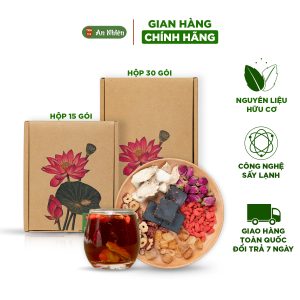 An Nhiên
GIAN HÀNG
CHÍNH HÃNG
HỘP 30 GÓI
HỘP 15 GÓI
NGUYÊN LIỆU
HỮU CƠ
CÔNG NGHỆ
SẤY LẠNH
GIAO HÀNG
TOÀN QUỐC
ĐỔI TRẢ 7 NGÀY